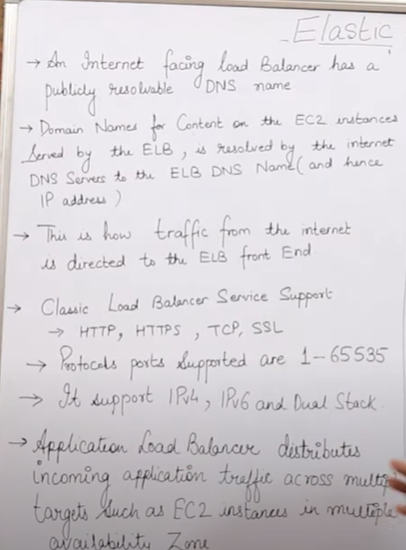 Elastic
→ An Internet facing load Balancer has a
publicly resolvable DNS name
→ Domain Names for Content on the EC2 instances
Served by the ELB, is resolved by the internet
DNS Servers to the ELB DNS Name (and hence
IP address)
→ This is how traffic from the internet
is directed to the ELB front End
→ Classic Load Balancer Service Support
→ HTTP, HTTPS, TCP, SSL
→ Protocols ports Supported are 1-65535
→ It support IPV4, IPV6 and Dual Stack
→ Application Load Balancer distributes
incoming application traffic across
targets Such as EC2 instances in multiple
availability Zone